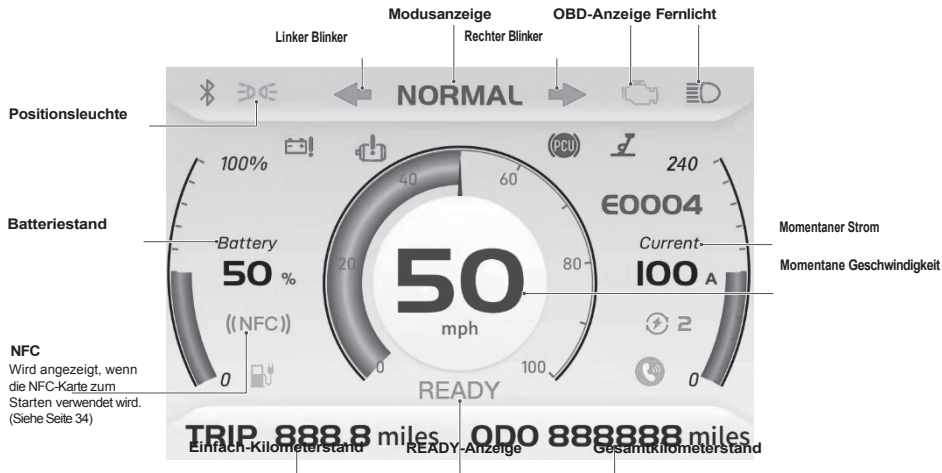 Modusanzeige
OBD-Anzeige Fernlicht
Linker Blinker
Rechter Blinker
NORMAL
Positionsleuchte
PCU
100%
40
60
240
E0004
Batteriestand
Battery
50 %
20
50
mph
80
Current
100 A
Momentaner Strom
Momentane Geschwindigkeit
((NFC))
2
NFC
Wird angezeigt, wenn
die NFC-Karte zum
Starten verwendet wird.
(Siehe Seite 34)
0
0
100
0
READY
TRIP 888.8 miles
ODO 888888 miles
Einfach-Kilometerstand
READY-Anzeige
Gesamtkilometerstand